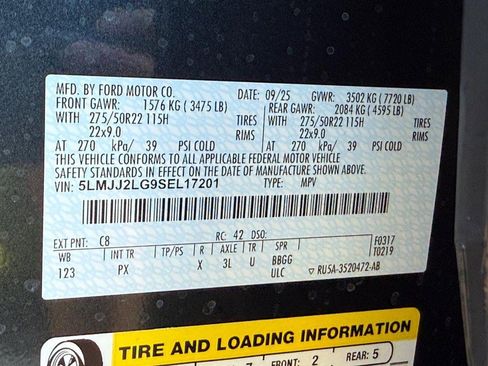 MFD. BY FORD MOTOR CO.
DATE: 09/25 GVWR: 3502 KG ( 7720 LB)
FRONT GAWR: 1576 KG ( 3475 LB) REAR GAWR: 2084 KG ( 4595 LB)
WITH 275/50R22 115H TIRES WITH 275/50R22 115H TIRES
22x9.0 RIMS 22x9.0 RIMS
AT 270 kPa/ 39 PSI COLD AT 270 kPa/ 39 PSI COLD
THIS VEHICLE CONFORMS TO ALL APPLICABLE FEDERAL MOTOR VEHICLE
SAFETY STANDARDS IN EFFECT ON THE DATE OF MANUFACTURE SHOWN ABOVE.
VIN: 5LMJJ2LG9SEL17201 TYPE: MPV
EXT PNT: C8 RC: 42 DSO: F0317
WB INT TR TP/PS R AXLE TR SPR T0219
123 PX X 3L U BBGG
ULC ▽ RU5A-3520472-AB
TIRE AND LOADING INFORMATION
FRONT: 2 REAR: 5